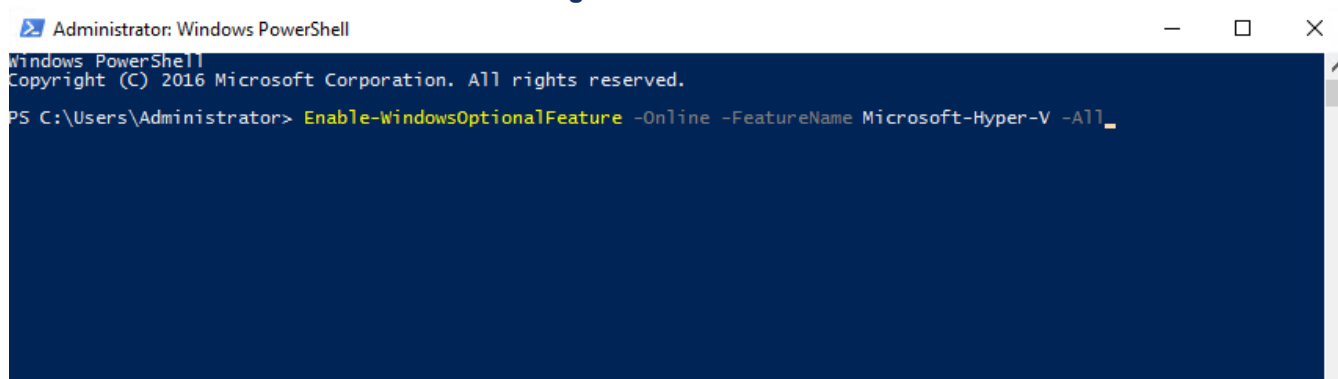 Administrator: Windows PowerShell
Windows PowerShell
Copyright (C) 2016 Microsoft Corporation. All rights reserved.
PS C:\Users\Administrator> Enable-WindowsOptionalFeature -Online -FeatureName Microsoft-Hyper-V -All